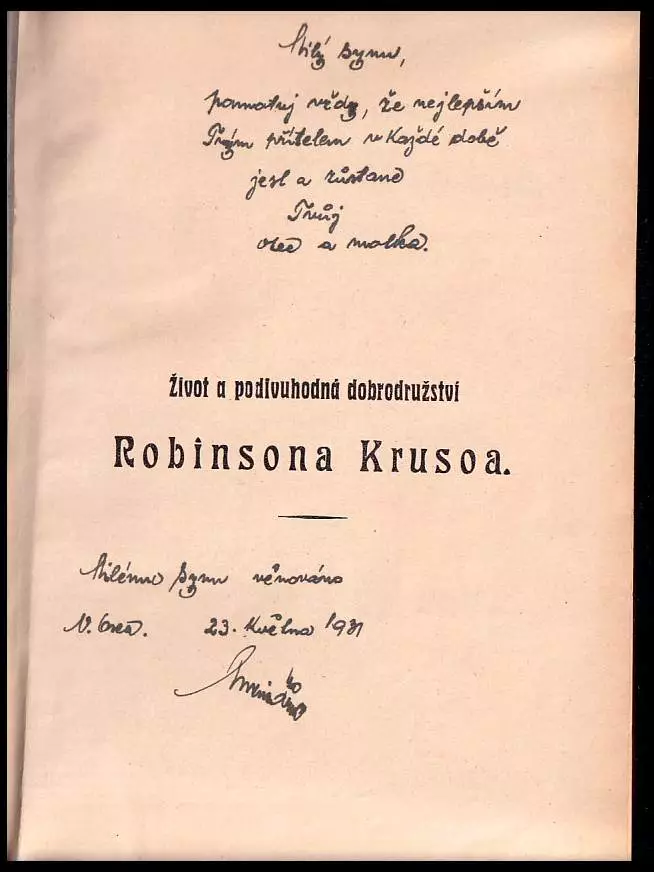 Milý synu,
pamatuj vždy, že nejlepším
Tvým přítelem v každé době
jest a zůstane
Tvůj
otec a matka.
Život a podivuhodná dobrodružství
Robinsona Krusoa.
Milému synu věnováno
V. 23. Května 1931